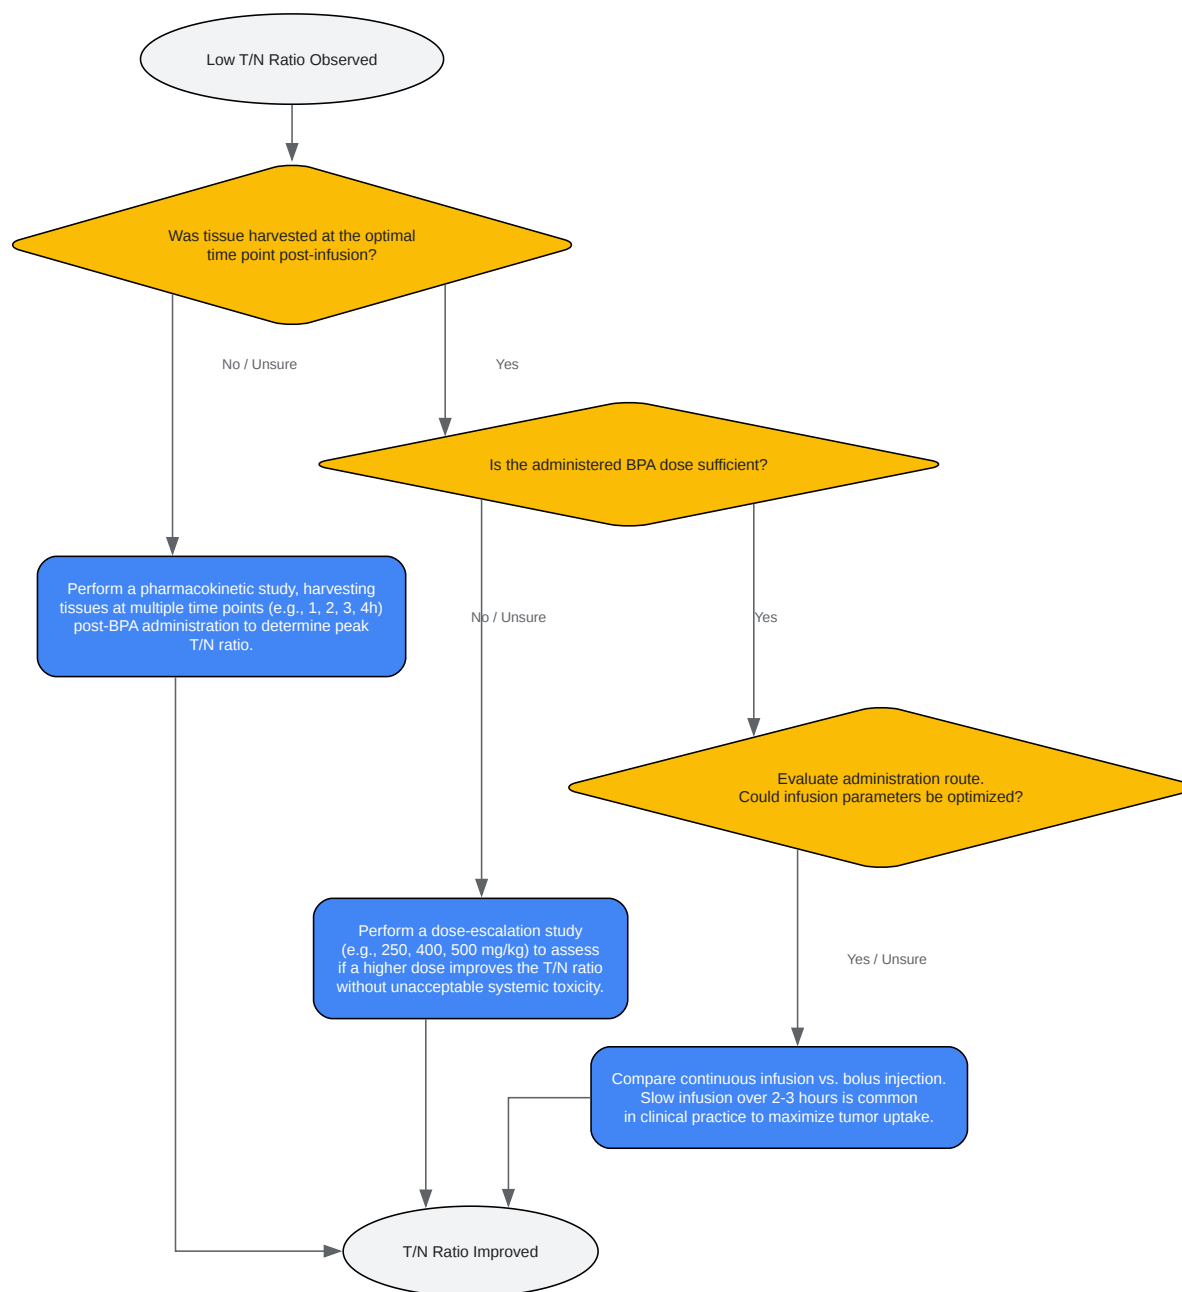 Low T/N Ratio Observed
Was tissue harvested at the optimal
time point post-infusion?
No / Unsure
Yes
Is the administered BPA dose sufficient?
Perform a pharmacokinetic study, harvesting
tissues at multiple time points (e.g., 1, 2, 3, 4h)
post-BPA administration to determine peak
T/N ratio.
No / Unsure
Yes
Evaluate administration route.
Could infusion parameters be optimized?
Perform a dose-escalation study
(e.g., 250, 400, 500 mg/kg) to assess
if a higher dose improves the T/N ratio
without unacceptable systemic toxicity.
Yes / Unsure
Compare continuous infusion vs. bolus injection.
Slow infusion over 2-3 hours is common
in clinical practice to maximize tumor uptake.
T/N Ratio Improved